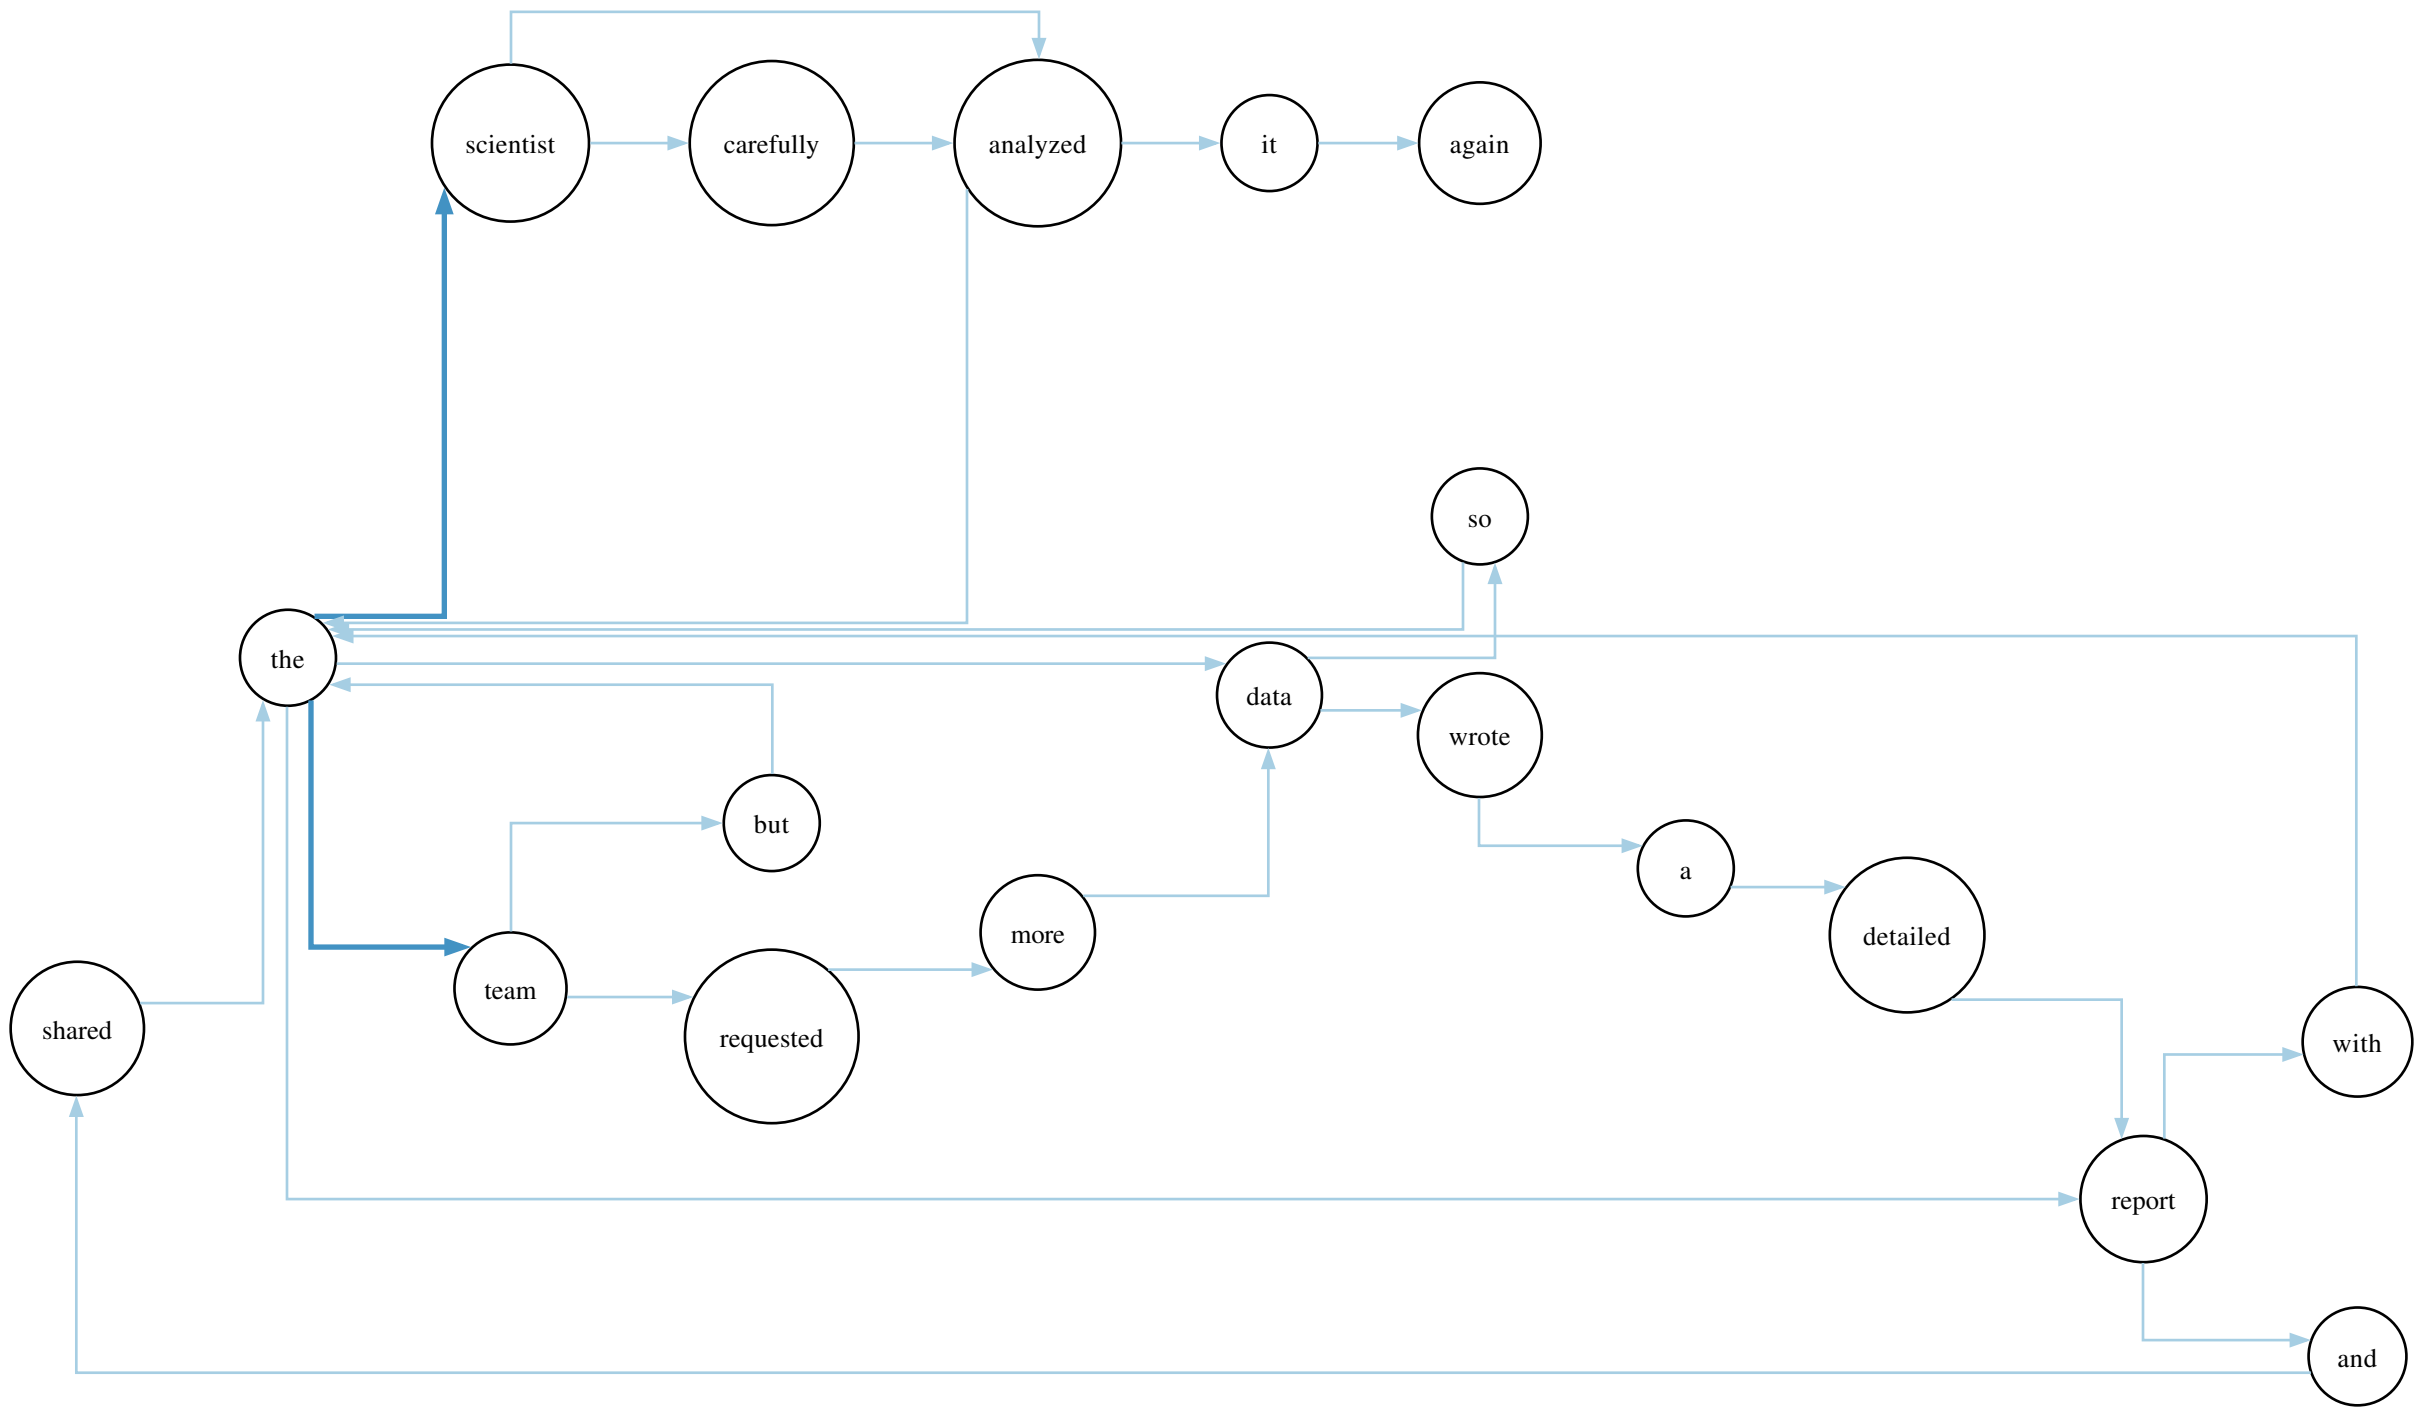 scientist
carefully
analyzed
it
again
so
the
data
wrote
but
a
more
detailed
team
shared
requested
with
report
and